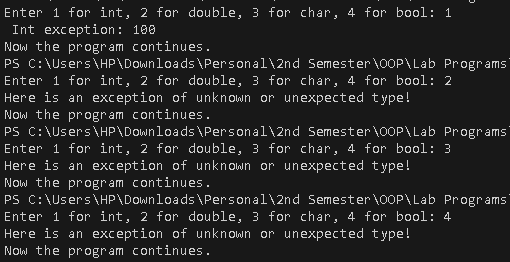 Enter 1 for int, 2 for double, 3 for char, 4 for bool: 1
 Int exception: 100
Now the program continues.
PS C:\Users\HP\Downloads\Personal\2nd Semester\OOP\Lab Programs
Enter 1 for int, 2 for double, 3 for char, 4 for bool: 2
Here is an exception of unknown or unexpected type!
Now the program continues.
PS C:\Users\HP\Downloads\Personal\2nd Semester\OOP\Lab Programs
Enter 1 for int, 2 for double, 3 for char, 4 for bool: 3
Here is an exception of unknown or unexpected type!
Now the program continues.
PS C:\Users\HP\Downloads\Personal\2nd Semester\OOP\Lab Programs
Enter 1 for int, 2 for double, 3 for char, 4 for bool: 4
Here is an exception of unknown or unexpected type!
Now the program continues.